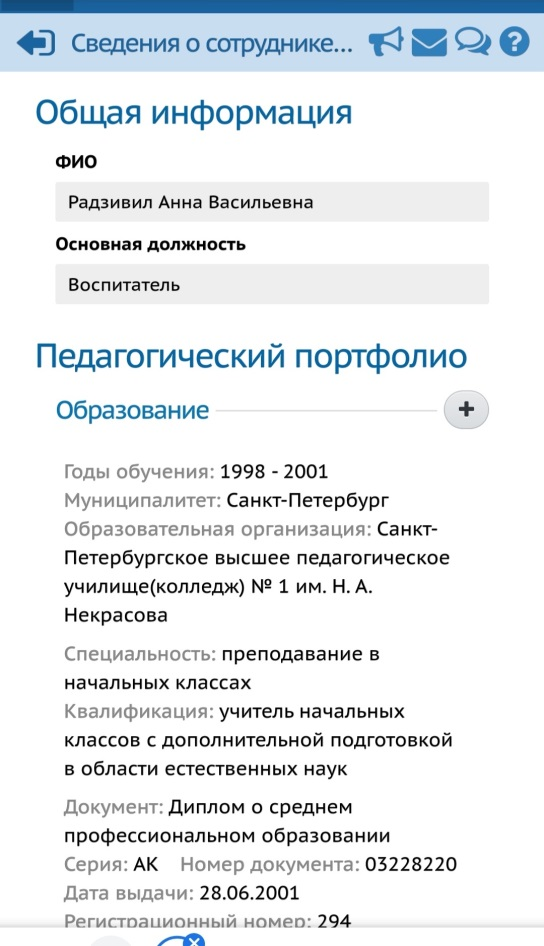 Сведения о сотруднике...
Общая информация
ФИО
Радзивил Анна Васильевна
Основная должность
Воспитатель
Педагогический портфолио
Образование
Годы обучения: 1998 - 2001
Муниципалитет: Санкт-Петербург
Образовательная организация: Санкт-
Петербургское высшее педагогическое
училище(колледж) № 1 им. Н. А.
Некрасова
Специальность: преподавание в
начальных классах
Квалификация: учитель начальных
классов с дополнительной подготовкой
в области естественных наук
Документ: Диплом о среднем
профессиональном образовании
Серия: АК Номер документа: 03228220
Дата выдачи: 28.06.2001
Регистрационный номер: 294